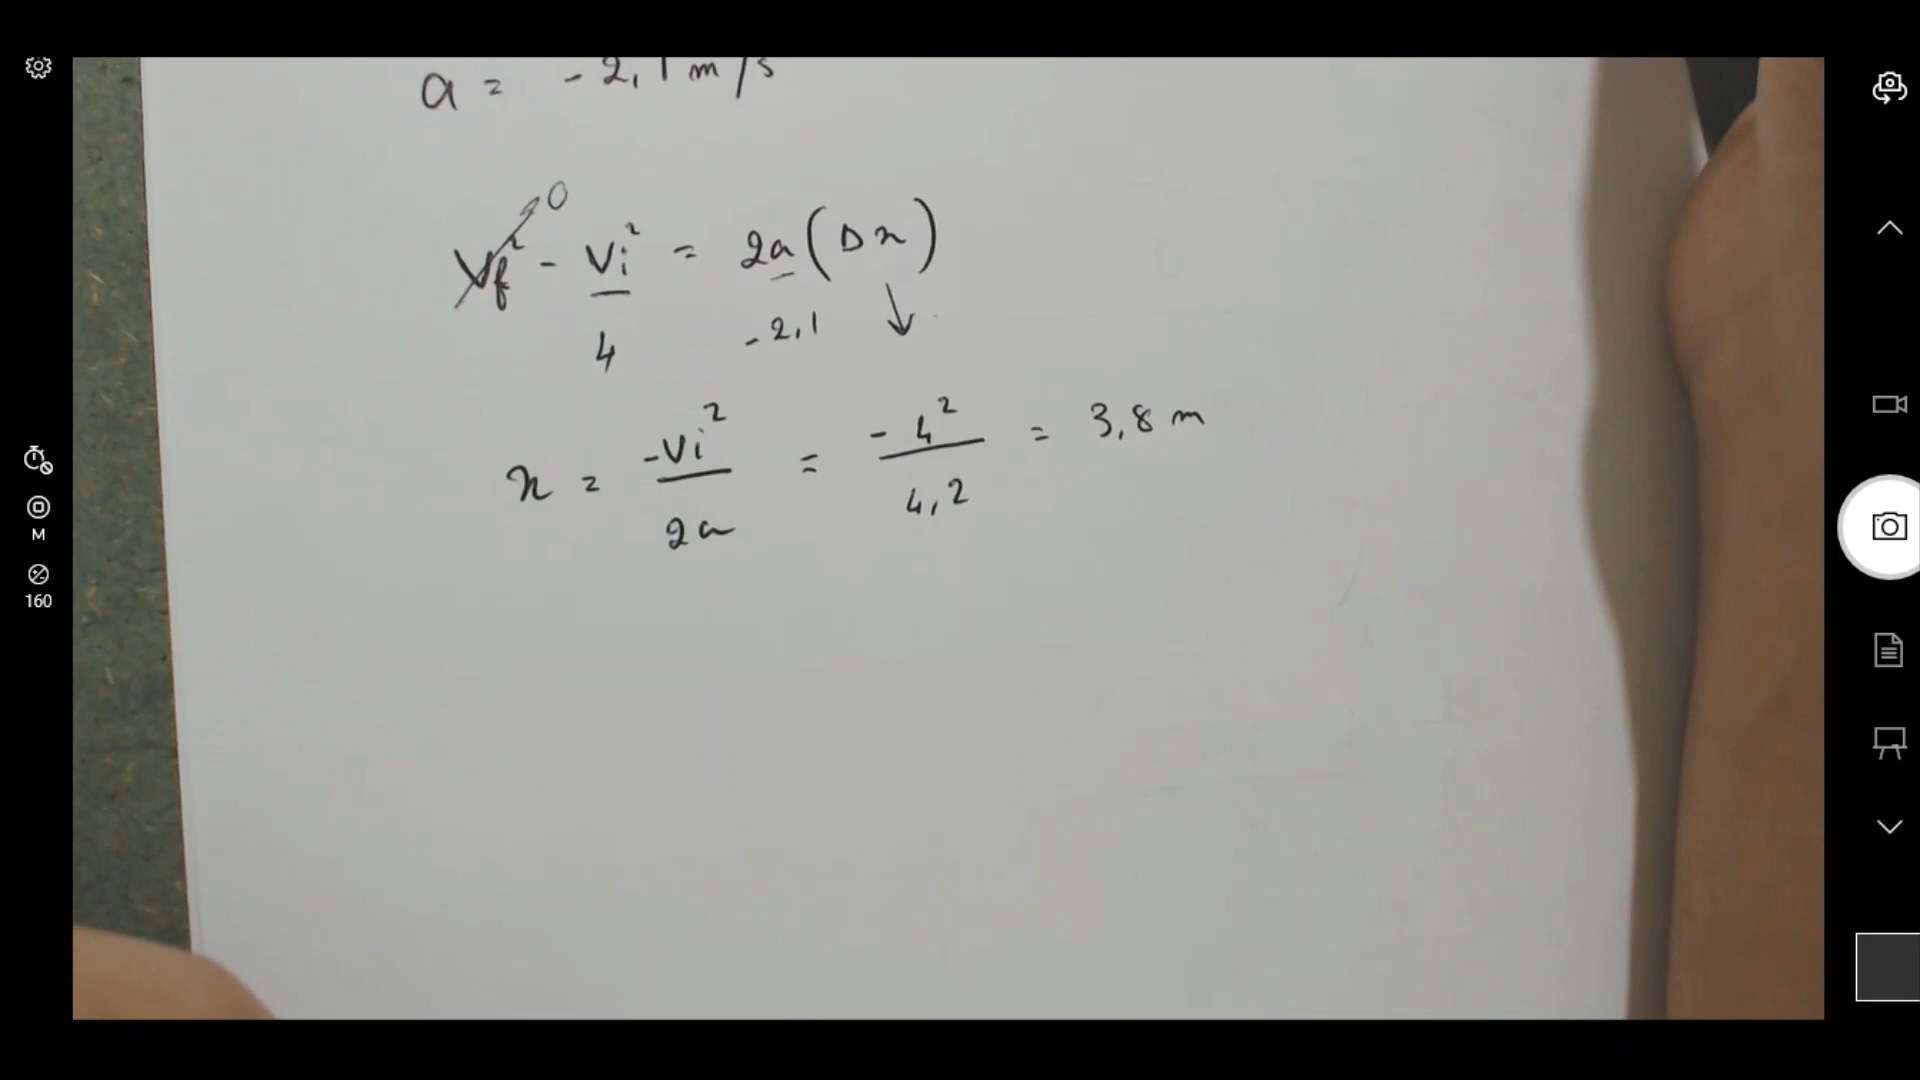 a = - 2,1 m/s
Vf² - Vi² = 2a(Δx)
0
4 -2,1
x = -Vi²/2a = -4²/4,2 = 3,8 m
M
160